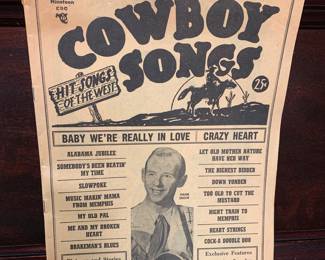 Nineteen
COWBOY
SONGS
HIT SONGS
OF THE WEST
25¢
BABY WE'RE REALLY IN LOVE
CRAZY HEART
ALABAMA JUBILEE
SOMEBODY'S BEEN BEATIN'
MY TIME
SLOWPOKE
MUSIC MAKIN' MAMA
FROM MEMPHIS
MY OLD PAL
ME AND MY BROKEN
HEART
BRAKEMAN'S BLUES
LET OLD MOTHER NATURE
HAVE HER WAY
THE HIGHEST BIDDER
DOWN YONDER
TOO OLD TO CUT THE
MUSTARD
NIGHT TRAIN TO
MEMPHIS
HEART STRINGS
COCK-A DOODLE DOO
Exclusive Features